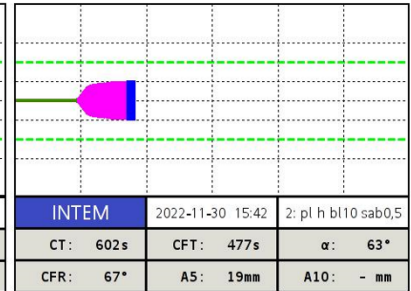 INTEM 2022-11-30 15:42 2: pl h bl10 sab0,5
CT: 602s CFT: 477s α: 63°
CFR: 67° A5: 19mm A10: - mm